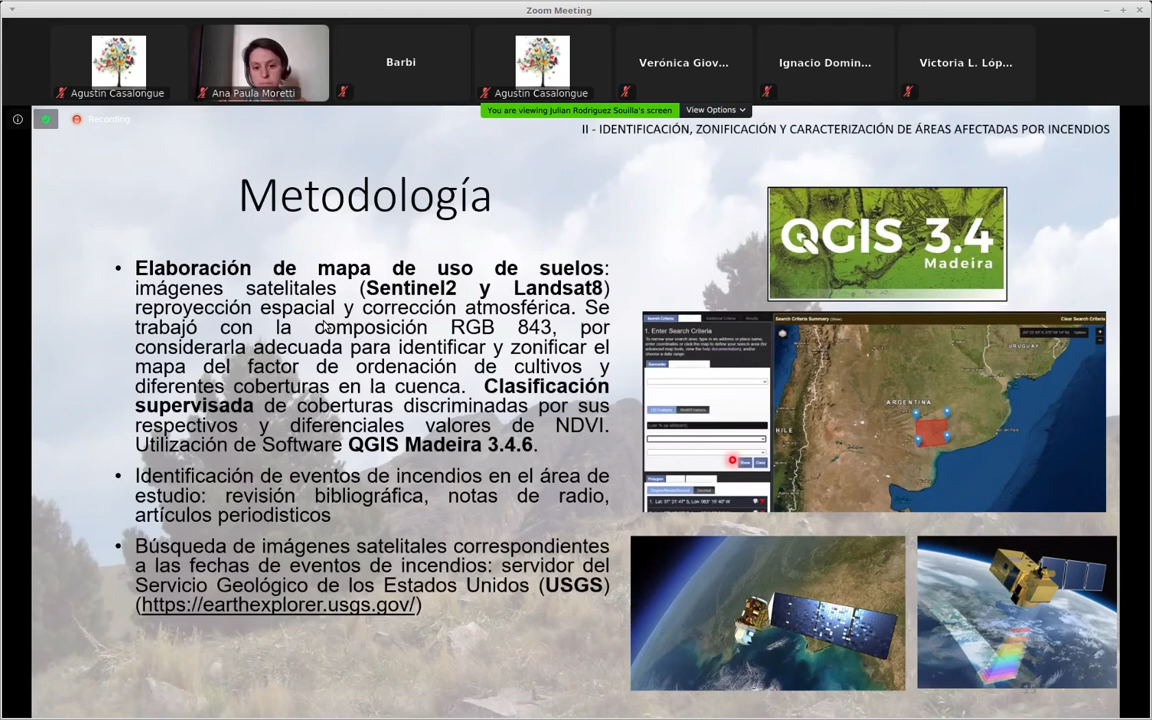 Zoom Meeting
Agustin Casalongue
Ana Paula Moretti
Barbi
Agustin Casalongue
Verónica Giov...
Ignacio Domin...
Victoria L. Lóp...
You are viewing Julian Rodriguez Souilla's screen
View Options
Recording
II - IDENTIFICACIÓN, ZONIFICACIÓN Y CARACTERIZACIÓN DE ÁREAS AFECTADAS POR INCENDIOS
Metodología
• Elaboración de mapa de uso de suelos:
imágenes satelitales (Sentinel2 y Landsat8)
reproyección espacial y corrección atmosférica. Se
trabajó con la composición RGB 843, por
considerarla adecuada para identificar y zonificar el
mapa del factor de ordenación de cultivos y
diferentes coberturas en la cuenca. Clasificación
supervisada de coberturas discriminadas por sus
respectivos y diferenciales valores de NDVI.
Utilización de Software QGIS Madeira 3.4.6.
• Identificación de eventos de incendios en el área de
estudio: revisión bibliográfica, notas de radio,
artículos periodisticos
• Búsqueda de imágenes satelitales correspondientes
a las fechas de eventos de incendios: servidor del
Servicio Geológico de los Estados Unidos (USGS)
(https://earthexplorer.usgs.gov/)
QGIS 3.4
Madeira
Search Criteria
1. Enter Search Criteria
Search Criteria Summary (Show)
Clear Search Criteria
URUGUAY
ARGENTINA
HILE